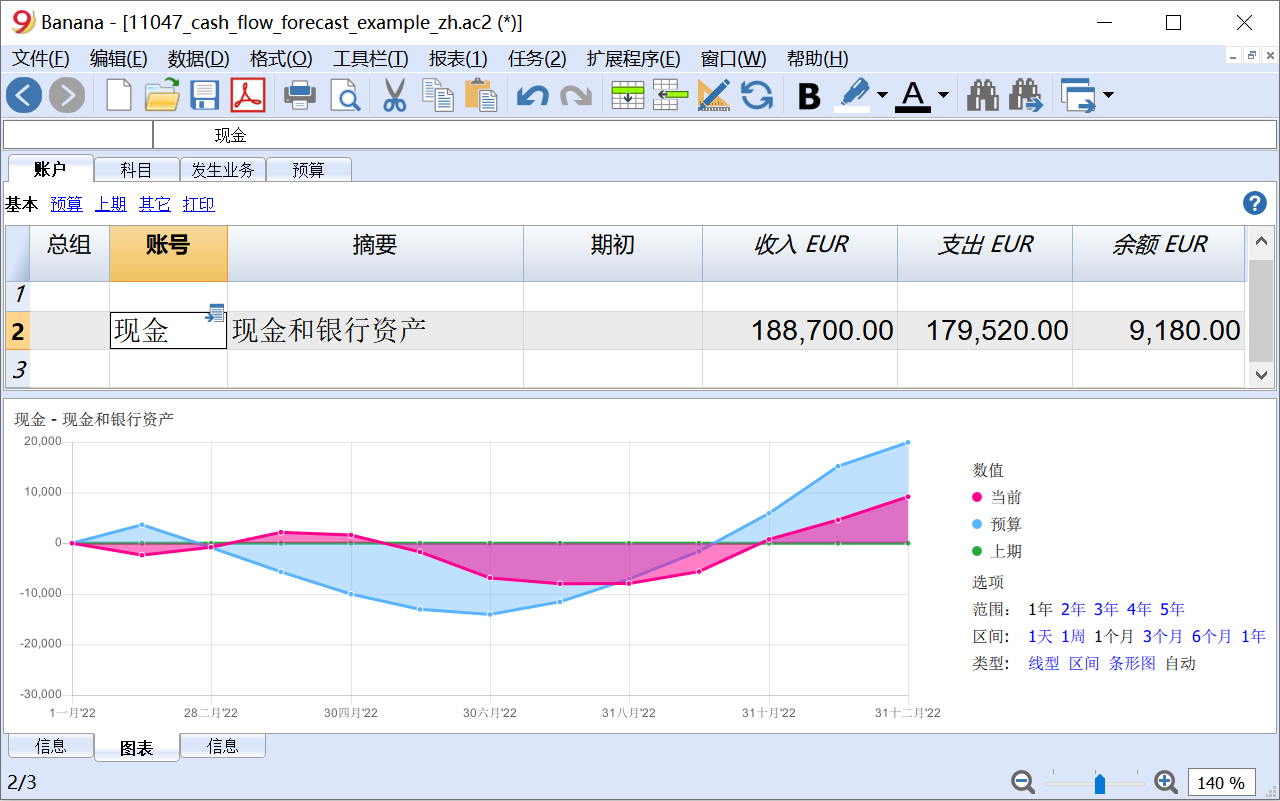 Banana - [11047_cash_flow_forecast_example_zh.ac2 (*)]
文件(F) 编辑(E) 数据(D) 格式(O) 工具栏(T) 报表(1) 任务(2) 扩展程序(E) 窗口(W) 帮助(H)
现金
账户 科目 发生业务 预算
基本 预算 上期 其它 打印
总组 账号 摘要 期初 收入 EUR 支出 EUR 余额 EUR
1
2 现金 现金和银行资产 188,700.00 179,520.00 9,180.00
3
现金 - 现金和银行资产
20,000
10,000
0
-10,000
-20,000
-30,000
1一月'22 28二月'22 30四月'22 30六月'22 31八月'22 31十月'22 31十二月'22
数值
当前
预算
上期
选项
范围: 1年 2年 3年 4年 5年
区间: 1天 1周 1个月 3个月 6个月 1年
类型: 线型 区间 条形图 自动
信息 图表 信息
2/3 140 %